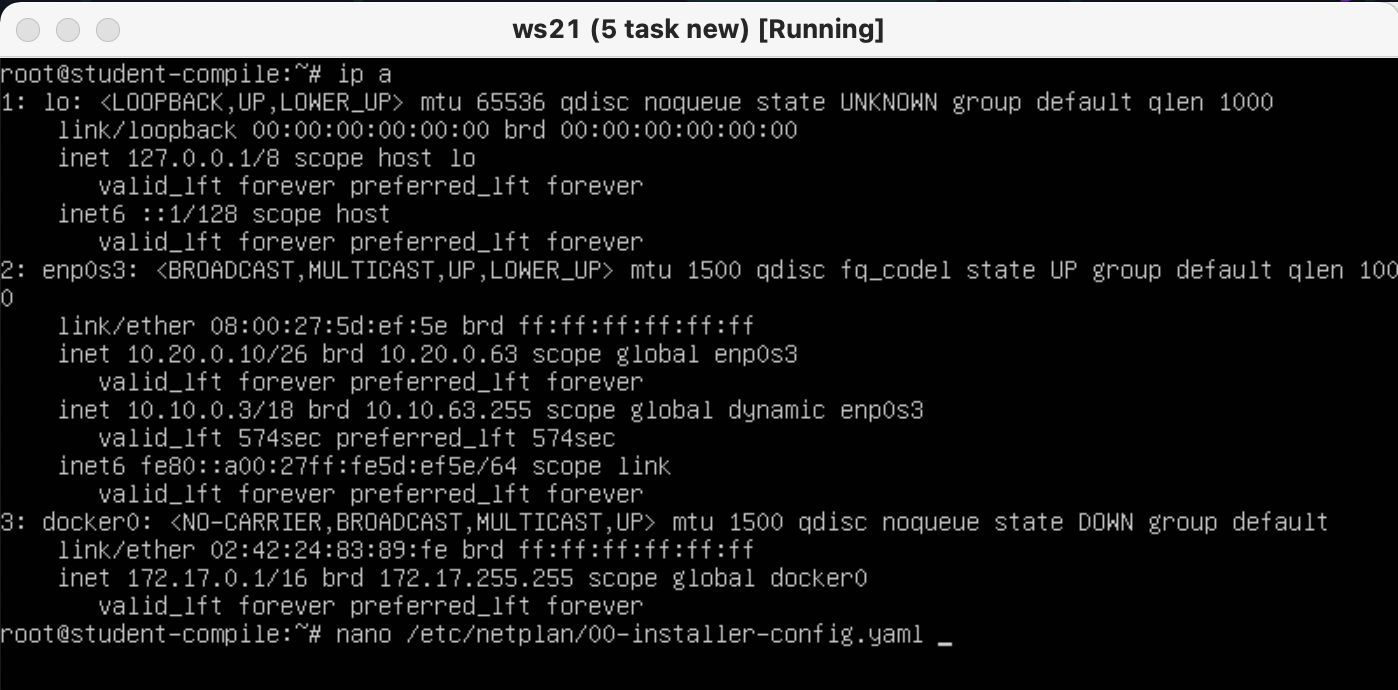 ws21 (5 task new) [Running]
root@student-compile:~# ip a
1: lo: <LOOPBACK,UP,LOWER_UP> mtu 65536 qdisc noqueue state UNKNOWN group default qlen 1000
    link/loopback 00:00:00:00:00:00 brd 00:00:00:00:00:00
    inet 127.0.0.1/8 scope host lo
       valid_lft forever preferred_lft forever
    inet6 ::1/128 scope host
       valid_lft forever preferred_lft forever
2: enp0s3: <BROADCAST,MULTICAST,UP,LOWER_UP> mtu 1500 qdisc fq_codel state UP group default qlen 100
0
    link/ether 08:00:27:5d:ef:5e brd ff:ff:ff:ff:ff:ff
    inet 10.20.0.10/26 brd 10.20.0.63 scope global enp0s3
       valid_lft forever preferred_lft forever
    inet 10.10.0.3/18 brd 10.10.63.255 scope global dynamic enp0s3
       valid_lft 574sec preferred_lft 574sec
    inet6 fe80::a00:27ff:fe5d:ef5e/64 scope link
       valid_lft forever preferred_lft forever
3: docker0: <NO-CARRIER,BROADCAST,MULTICAST,UP> mtu 1500 qdisc noqueue state DOWN group default
    link/ether 02:42:24:83:89:fe brd ff:ff:ff:ff:ff:ff
    inet 172.17.0.1/16 brd 172.17.255.255 scope global docker0
       valid_lft forever preferred_lft forever
root@student-compile:~# nano /etc/netplan/00-installer-config.yaml _